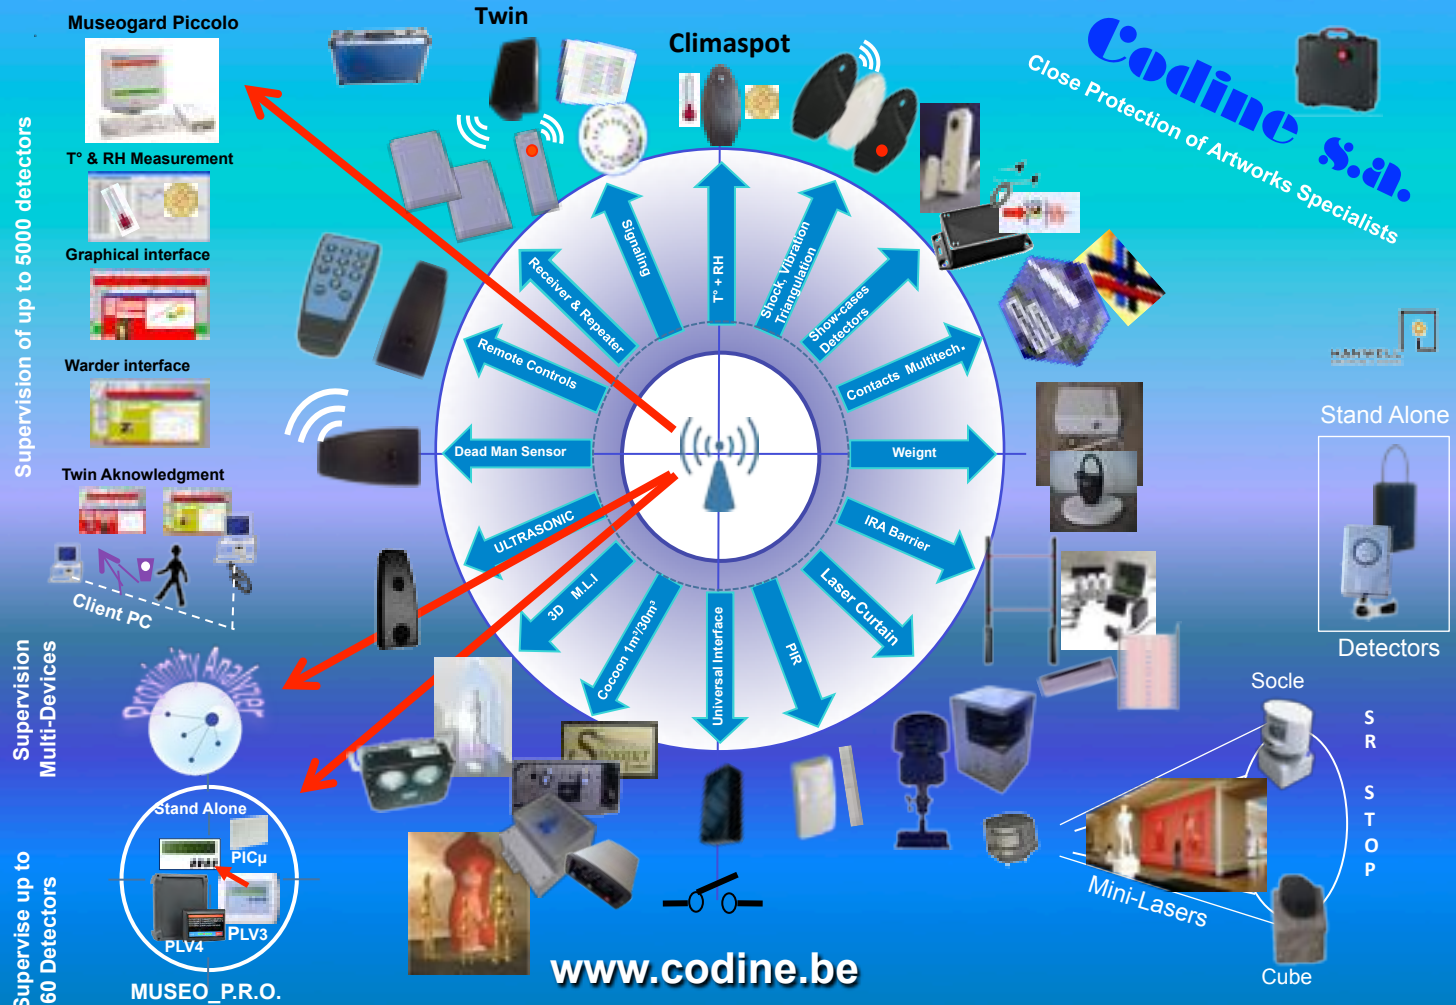 Museogard Piccolo
Twin
Climaspot
Codine s.a.
Close Protection of Artworks Specialists
Supervision of up to 5000 detectors
T° & RH Measurement
Graphical interface
Warder interface
Twin Aknowledgment
Client PC
Signaling
T° + RH
Shock, Vibration
Triangulation
Show-cases
Detectors
Contacts Multitech.
Weignt
IRA Barrier
Laser Curtain
PIR
Universal Interface
Cocoon 1m³/30m³
3D M.L.I
ULTRASONIC
Dead Man Sensor
Remote Controls
Receiver & Repeater
Stand Alone
Detectors
Supervision
Multi-Devices
Proximity Analyzer
Socle
SR STOP
Mini-Lasers
Cube
Supervise up to
60 Detectors
Stand Alone
PICµ
PLV4
PLV3
MUSEO_P.R.O.
www.codine.be